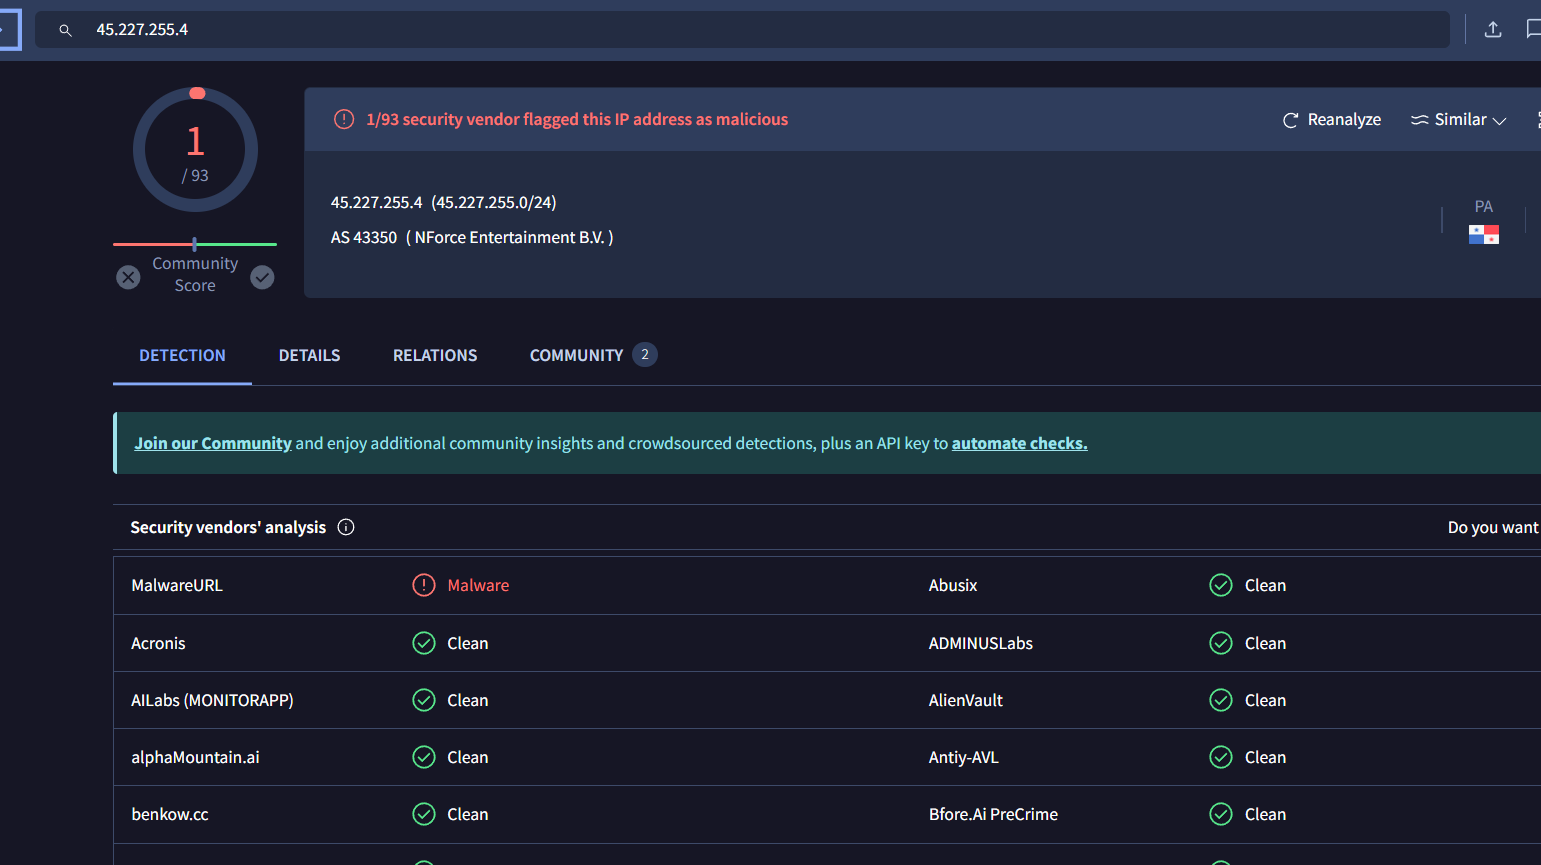 45.227.255.4
1
/ 93
Community
Score
1/93 security vendor flagged this IP address as malicious
Reanalyze
Similar
45.227.255.4 (45.227.255.0/24)
AS 43350 ( NForce Entertainment B.V. )
PA
DETECTION DETAILS RELATIONS COMMUNITY 2
Join our Community and enjoy additional community insights and crowdsourced detections, plus an API key to automate checks.
Security vendors' analysis
Do you want
MalwareURL Malware Abusix Clean
Acronis Clean ADMINUSLabs Clean
AILabs (MONITORAPP) Clean AlienVault Clean
alphaMountain.ai Clean Antiy-AVL Clean
benkow.cc Clean Bfore.Ai PreCrime Clean